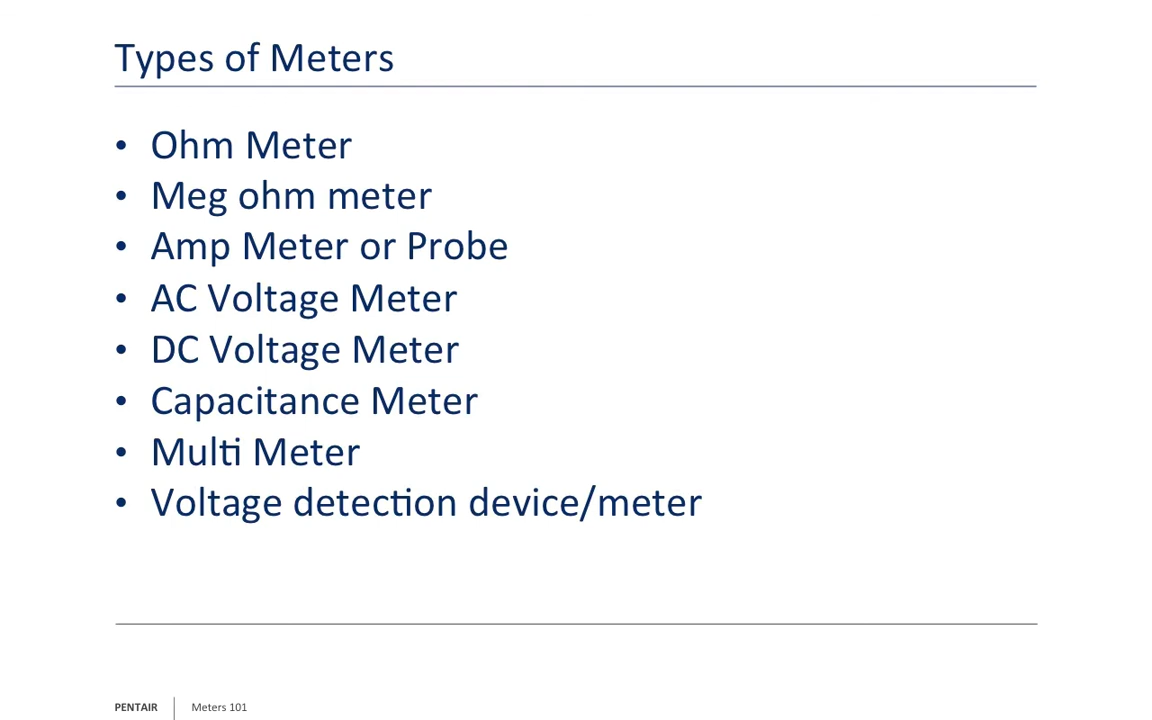 Types of Meters
• Ohm Meter
• Meg ohm meter
• Amp Meter or Probe
• AC Voltage Meter
• DC Voltage Meter
• Capacitance Meter
• Multi Meter
• Voltage detection device/meter
PENTAIR | Meters 101